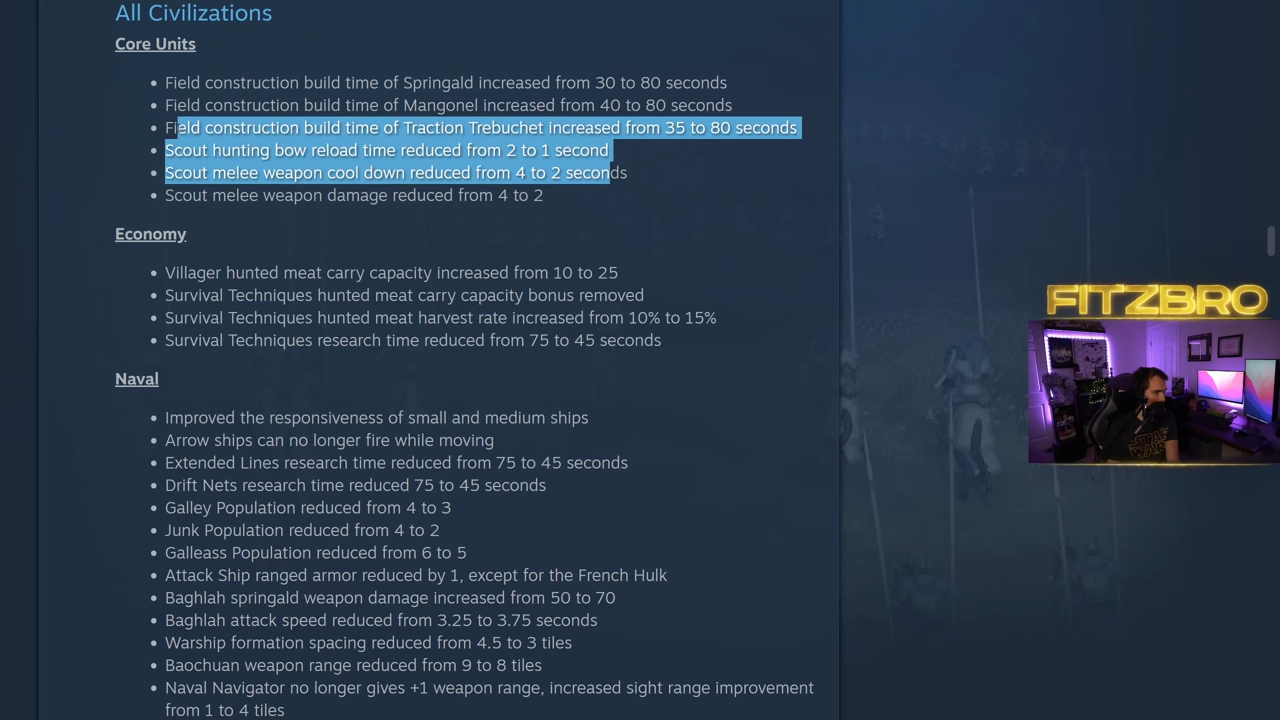 All Civilizations
Core Units
Field construction build time of Springald increased from 30 to 80 seconds
Field construction build time of Mangonel increased from 40 to 80 seconds
Field construction build time of Traction Trebuchet increased from 35 to 80 seconds
Scout hunting bow reload time reduced from 2 to 1 second
Scout melee weapon cool down reduced from 4 to 2 seconds
Scout melee weapon damage reduced from 4 to 2
Economy
Villager hunted meat carry capacity increased from 10 to 25
Survival Techniques hunted meat carry capacity bonus removed
Survival Techniques hunted meat harvest rate increased from 10% to 15%
Survival Techniques research time reduced from 75 to 45 seconds
Naval
Improved the responsiveness of small and medium ships
Arrow ships can no longer fire while moving
Extended Lines research time reduced from 75 to 45 seconds
Drift Nets research time reduced 75 to 45 seconds
Galley Population reduced from 4 to 3
Junk Population reduced from 4 to 2
Galleass Population reduced from 6 to 5
Attack Ship ranged armor reduced by 1, except for the French Hulk
Baghlah springald weapon damage increased from 50 to 70
Baghlah attack speed reduced from 3.25 to 3.75 seconds
Warship formation spacing reduced from 4.5 to 3 tiles
Baochuan weapon range reduced from 9 to 8 tiles
Naval Navigator no longer gives +1 weapon range, increased sight range improvement
from 1 to 4 tiles
FITZBRO